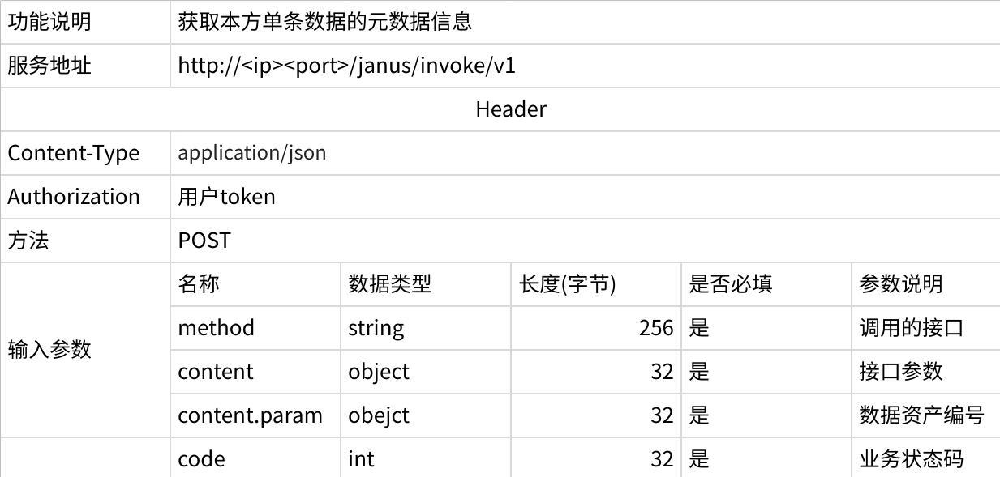 功能说明 获取本方单条数据的元数据信息
服务地址 http://<ip><port>/janus/invoke/v1
Header
Content-Type application/json
Authorization 用户token
方法 POST
名称 数据类型 长度(字节) 是否必填 参数说明
method string 256 是 调用的接口
输入参数
content object 32 是 接口参数
content.param obejct 32 是 数据资产编号
code int 32 是 业务状态码